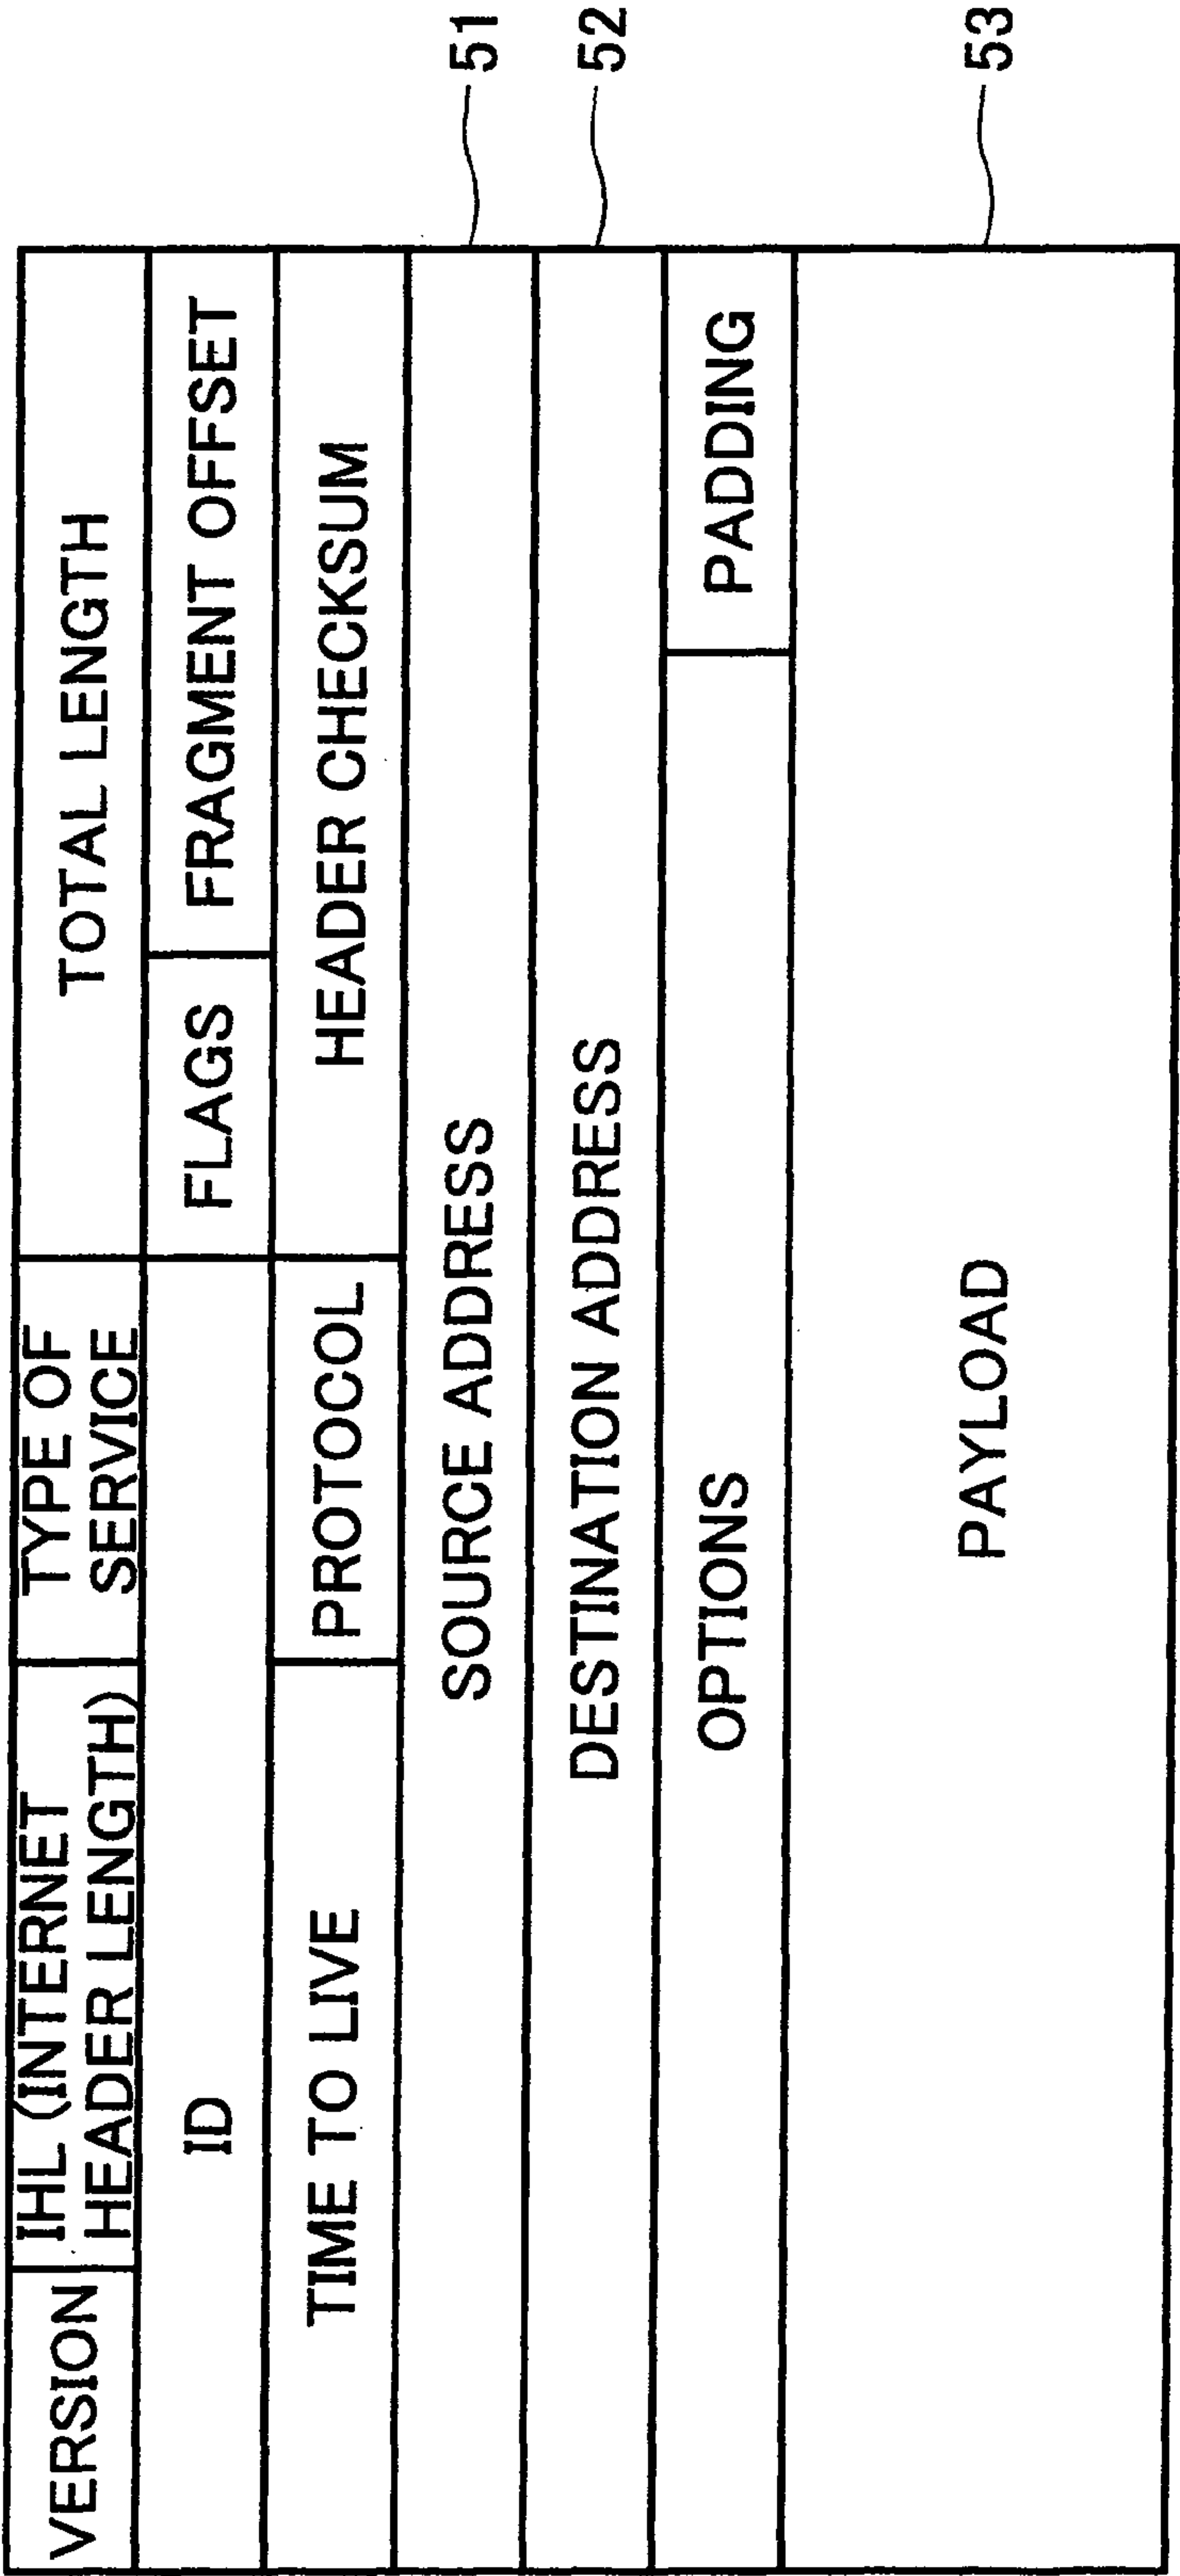 VERSION
IHL (INTERNET
HEADER LENGTH)
TYPE OF
SERVICE
TOTAL LENGTH
ID
FLAGS
FRAGMENT OFFSET
TIME TO LIVE
PROTOCOL
HEADER CHECKSUM
SOURCE ADDRESS
51
DESTINATION ADDRESS
52
OPTIONS
PADDING
PAYLOAD
53